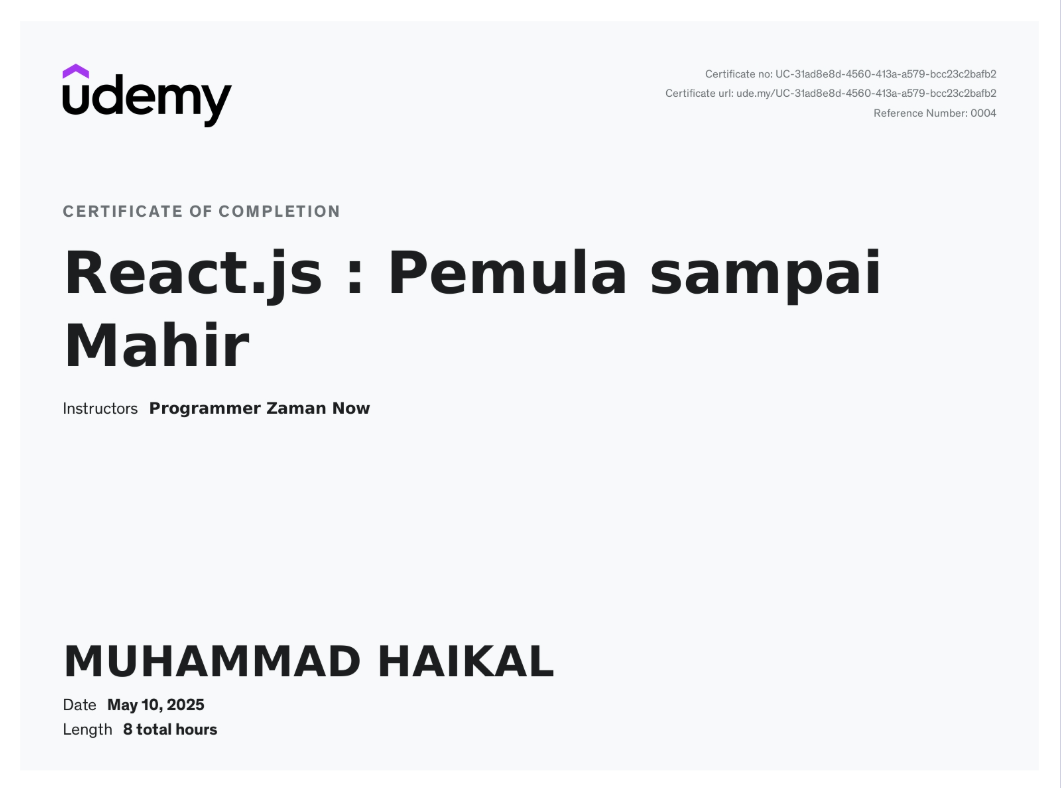 udemy
Certificate no: UC-31ad8e8d-4560-413a-a579-bcc23c2bafb2
Certificate url: ude.my/UC-31ad8e8d-4560-413a-a579-bcc23c2bafb2
Reference Number: 0004
CERTIFICATE OF COMPLETION
React.js : Pemula sampai
Mahir
Instructors Programmer Zaman Now
MUHAMMAD HAIKAL
Date May 10, 2025
Length 8 total hours